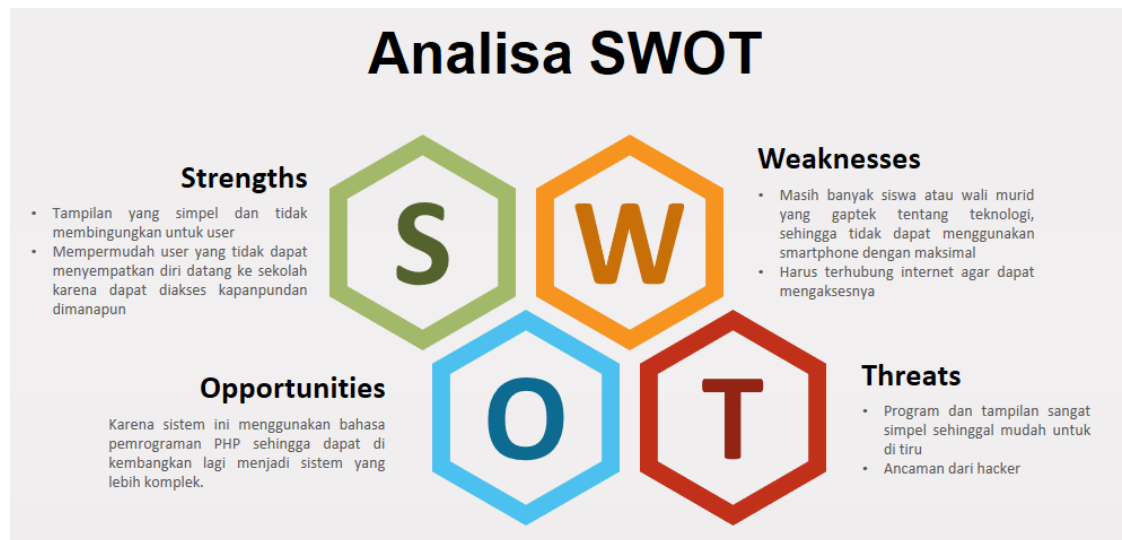 Analisa SWOT
Strengths
• Tampilan yang simpel dan tidak
membingungkan untuk user
• Mempermudah user yang tidak dapat
menyempatkan diri datang ke sekolah
karena dapat diakses kapanpundan
dimanapun
S
W
Weaknesses
• Masih banyak siswa atau wali murid
yang gaptek tentang teknologi,
sehingga tidak dapat menggunakan
smartphone dengan maksimal
• Harus terhubung internet agar dapat
mengaksesnya
Opportunities
Karena sistem ini menggunakan bahasa
pemrograman PHP sehingga dapat di
kembangkan lagi menjadi sistem yang
lebih komplek.
O
T
Threats
• Program dan tampilan sangat
simpel sehinggal mudah untuk
di tiru
• Ancaman dari hacker